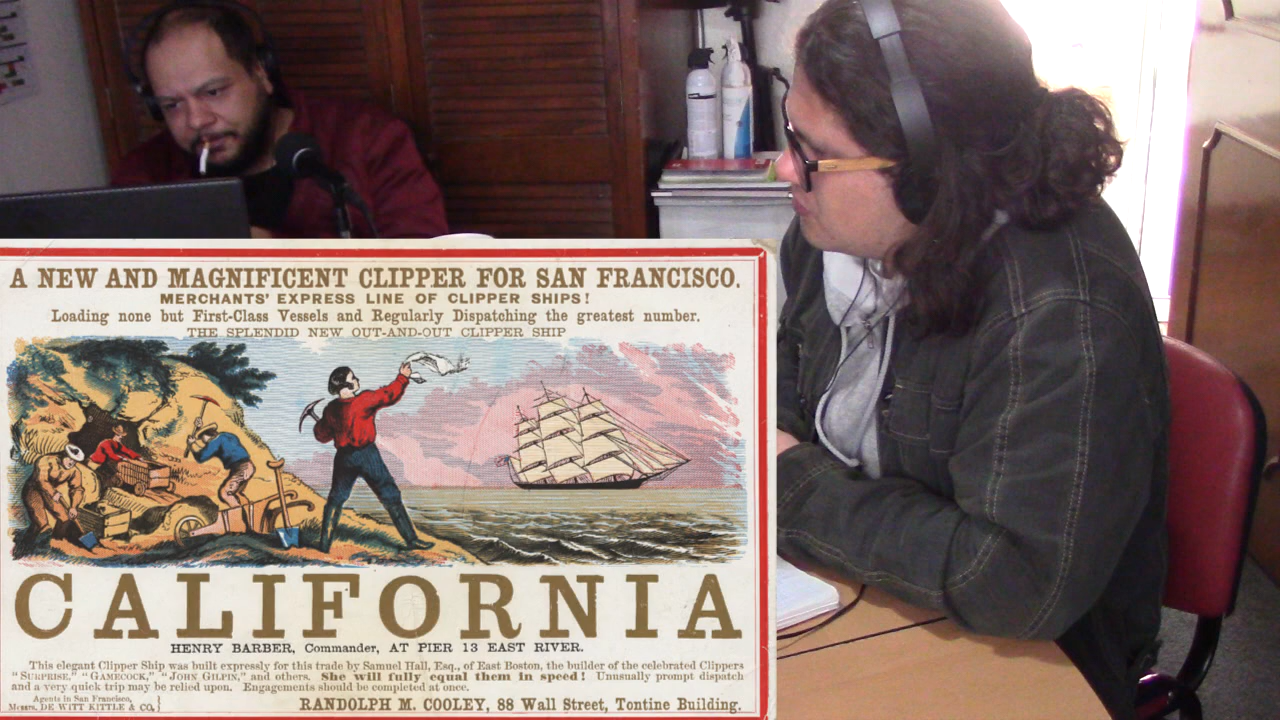 A NEW AND MAGNIFICENT CLIPPER FOR SAN FRANCISCO.
MERCHANTS' EXPRESS LINE OF CLIPPER SHIPS!
Loading none but First-Class Vessels and Regularly Dispatching the greatest number.
THE SPLENDID NEW OUT-AND-OUT CLIPPER SHIP
CALIFORNIA
HENRY BARBER, Commander, AT PIER 13 EAST RIVER.
This elegant Clipper Ship was built expressly for this trade by Samuel Hall, Esq., of East Boston, the builder of the celebrated Clippers
"SURPRISE," "GAMECOCK," "JOHN GILPIN," and others. She will fully equal them in speed! Unusually prompt dispatch
and a very quick trip may be relied upon. Engagements should be completed at once.
Agents in San Francisco,
Messrs. DE WITT KITTLE & CO.
RANDOLPH M. COOLEY, 88 Wall Street, Tontine Building.